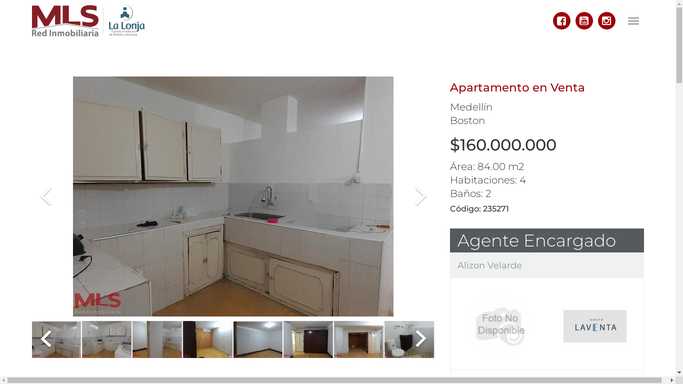 MLS
Red Inmobiliaria
La Lonja
Apartamento en Venta
Medellín
Boston
$160.000.000
Área: 84.00 m2
Habitaciones: 4
Baños: 2
Código: 235271
MLS
Agente Encargado
Alizon Velarde
Foto No
Disponible
LAVENTA